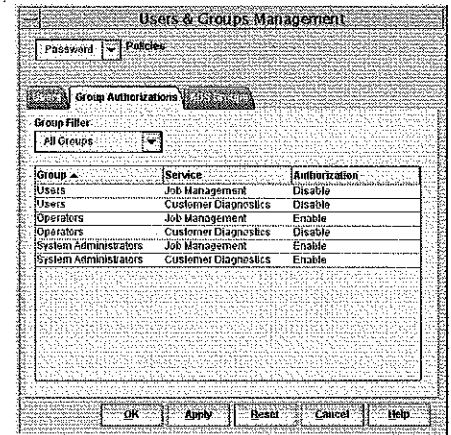 Users & Groups Management
Password
Policies
Group Authorizations
Group Filter
All Groups
Group Service Authorization
Users Job Management Disable
Users Customer Diagnostics Disable
Operators Job Management Enable
Operators Customer Diagnostics Disable
System Administrators Job Management Enable
System Administrators Customer Diagnostics Enable
OK Apply Reset Cancel Help